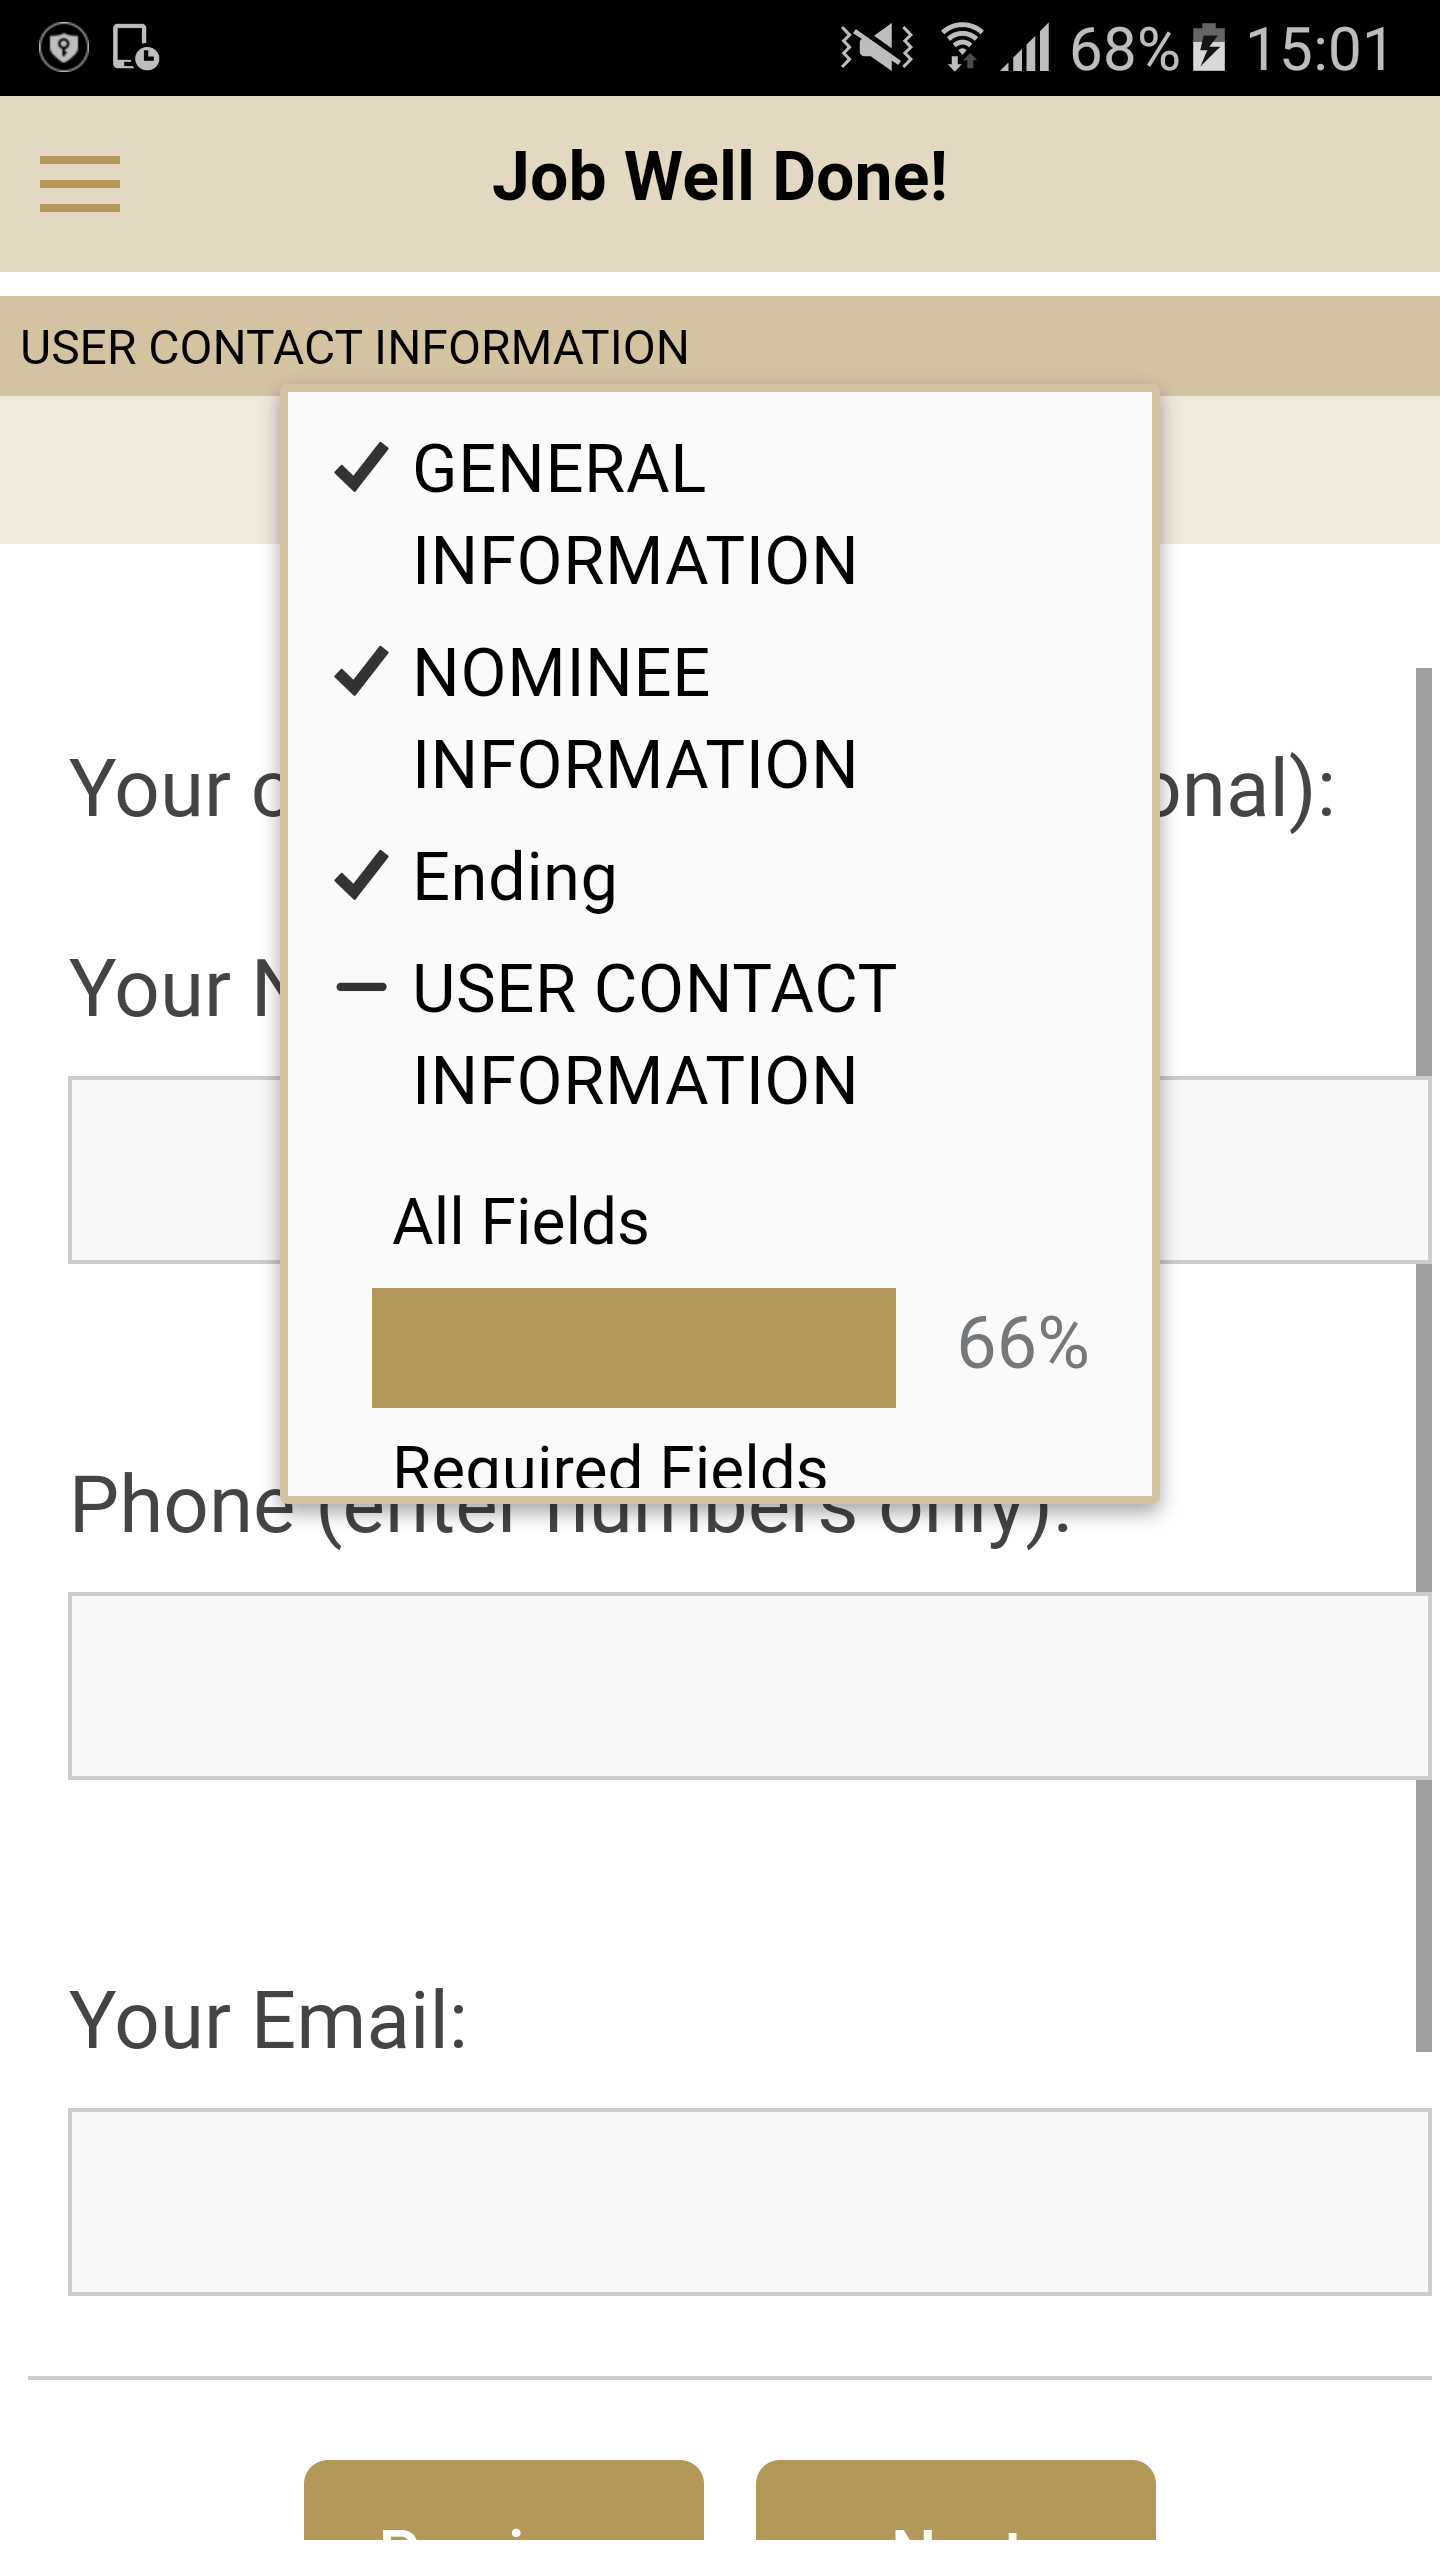 68% 15:01
Job Well Done!
USER CONTACT INFORMATION
GENERAL
INFORMATION
NOMINEE
INFORMATION
Ending
USER CONTACT
INFORMATION
All Fields
66%
Required Fields
Your
onal):
Your
Phone (enter numbers only):
Your Email:
Next